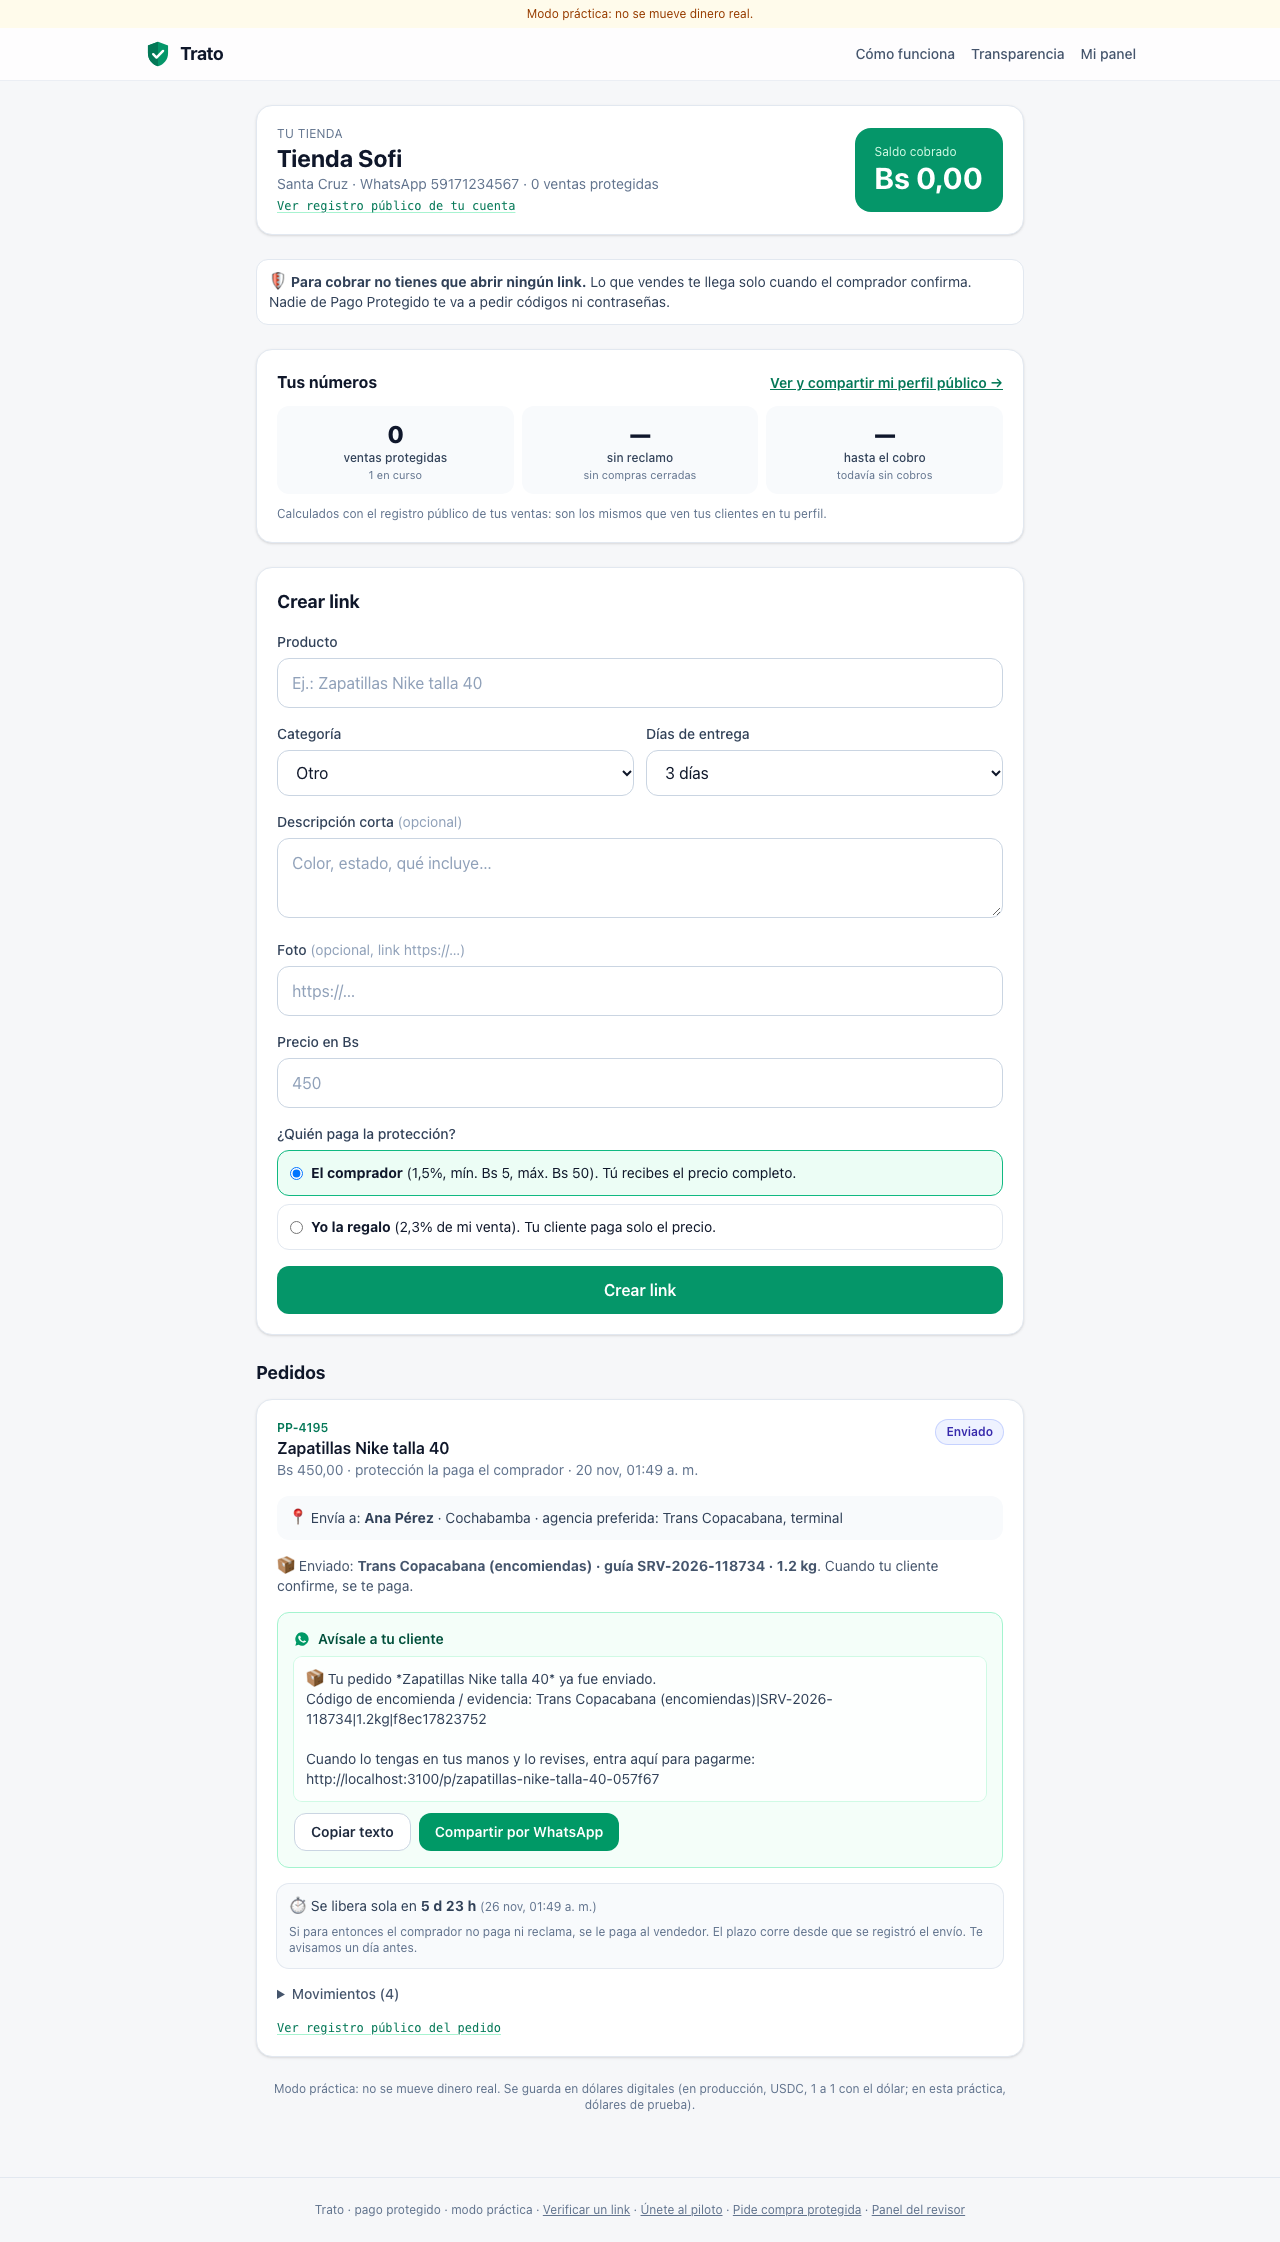 Modo práctica: no se mueve dinero real.
Trato
Cómo funciona Transparencia Mi panel
TU TIENDA
Tienda Sofi
Santa Cruz · WhatsApp 59171234567 · 0 ventas protegidas
Ver registro público de tu cuenta
Saldo cobrado
Bs 0,00
Para cobrar no tienes que abrir ningún link. Lo que vendes te llega solo cuando el comprador confirma.
Nadie de Pago Protegido te va a pedir códigos ni contraseñas.
Tus números
Ver y compartir mi perfil público →
0
ventas protegidas
1 en curso
—
sin reclamo
sin compras cerradas
—
hasta el cobro
todavía sin cobros
Calculados con el registro público de tus ventas: son los mismos que ven tus clientes en tu perfil.
Crear link
Producto
Ej.: Zapatillas Nike talla 40
Categoría
Otro
Días de entrega
3 días
Descripción corta (opcional)
Color, estado, qué incluye...
Foto (opcional, link https://...)
https://...
Precio en Bs
450
¿Quién paga la protección?
El comprador (1,5%, mín. Bs 5, máx. Bs 50). Tú recibes el precio completo.
Yo la regalo (2,3% de mi venta). Tu cliente paga solo el precio.
Crear link
Pedidos
PP-4195
Zapatillas Nike talla 40
Bs 450,00 · protección la paga el comprador · 20 nov, 01:49 a. m.
Enviado
📍 Envía a: Ana Pérez · Cochabamba · agencia preferida: Trans Copacabana, terminal
📦 Enviado: Trans Copacabana (encomiendas) · guía SRV-2026-118734 · 1.2 kg. Cuando tu cliente
confirme, se te paga.
Avísale a tu cliente
📦 Tu pedido *Zapatillas Nike talla 40* ya fue enviado.
Código de encomienda / evidencia: Trans Copacabana (encomiendas)|SRV-2026-
118734|1.2kg|f8ec17823752
Cuando lo tengas en tus manos y lo revises, entra aquí para pagarme:
http://localhost:3100/p/zapatillas-nike-talla-40-057f67
Copiar texto
Compartir por WhatsApp
⏱ Se libera sola en 5 d 23 h (26 nov, 01:49 a. m.)
Si para entonces el comprador no paga ni reclama, se le paga al vendedor. El plazo corre desde que se registró el envío. Te
avisamos un día antes.
Movimientos (4)
Ver registro público del pedido
Modo práctica: no se mueve dinero real. Se guarda en dólares digitales (en producción, USDC, 1 a 1 con el dólar; en esta práctica,
dólares de prueba).
Trato · pago protegido · modo práctica · Verificar un link · Únete al piloto · Pide compra protegida · Panel del revisor